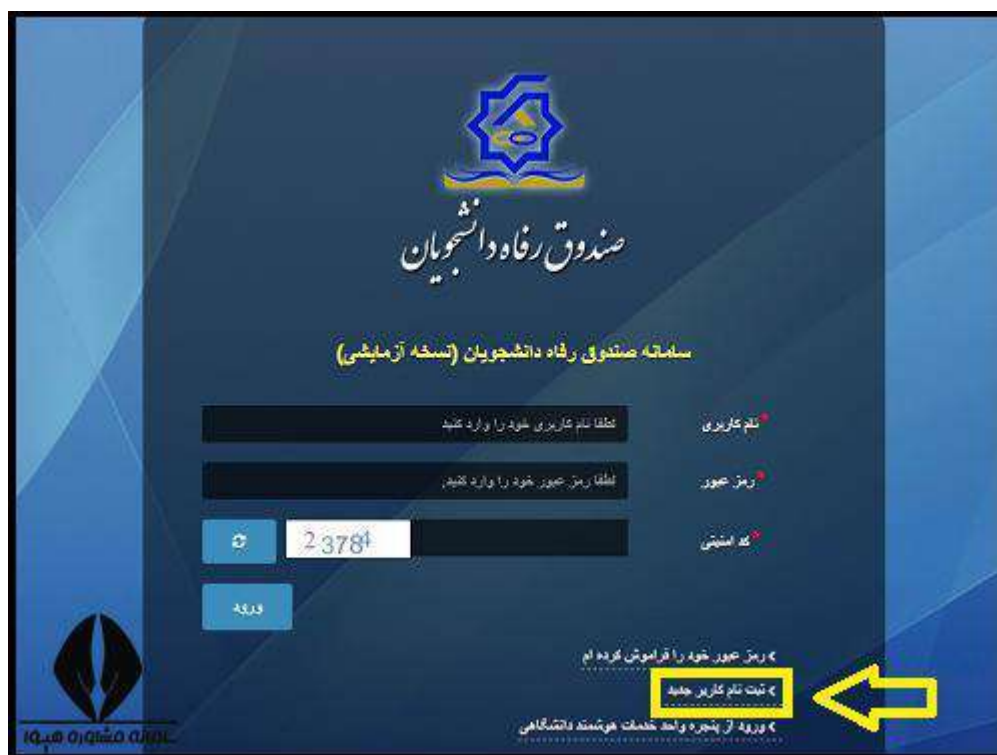 صندوق رفاه دانشجویان
سامانه صندوق رفاه دانشجویان (نسخه آزمایشی)
*نام کاربری
لطفا نام کاربری خود را وارد کنید
*رمز عبور
لطفا رمز عبور خود را وارد کنید.
*کد امنیتی
23784
ورود
رمز عبور خود را فراموش کرده ام
ثبت نام کاربر جدید
ورود از پنجره واحد خدمات هوشمند دانشگاهی
سامانه مشاوره هیوا